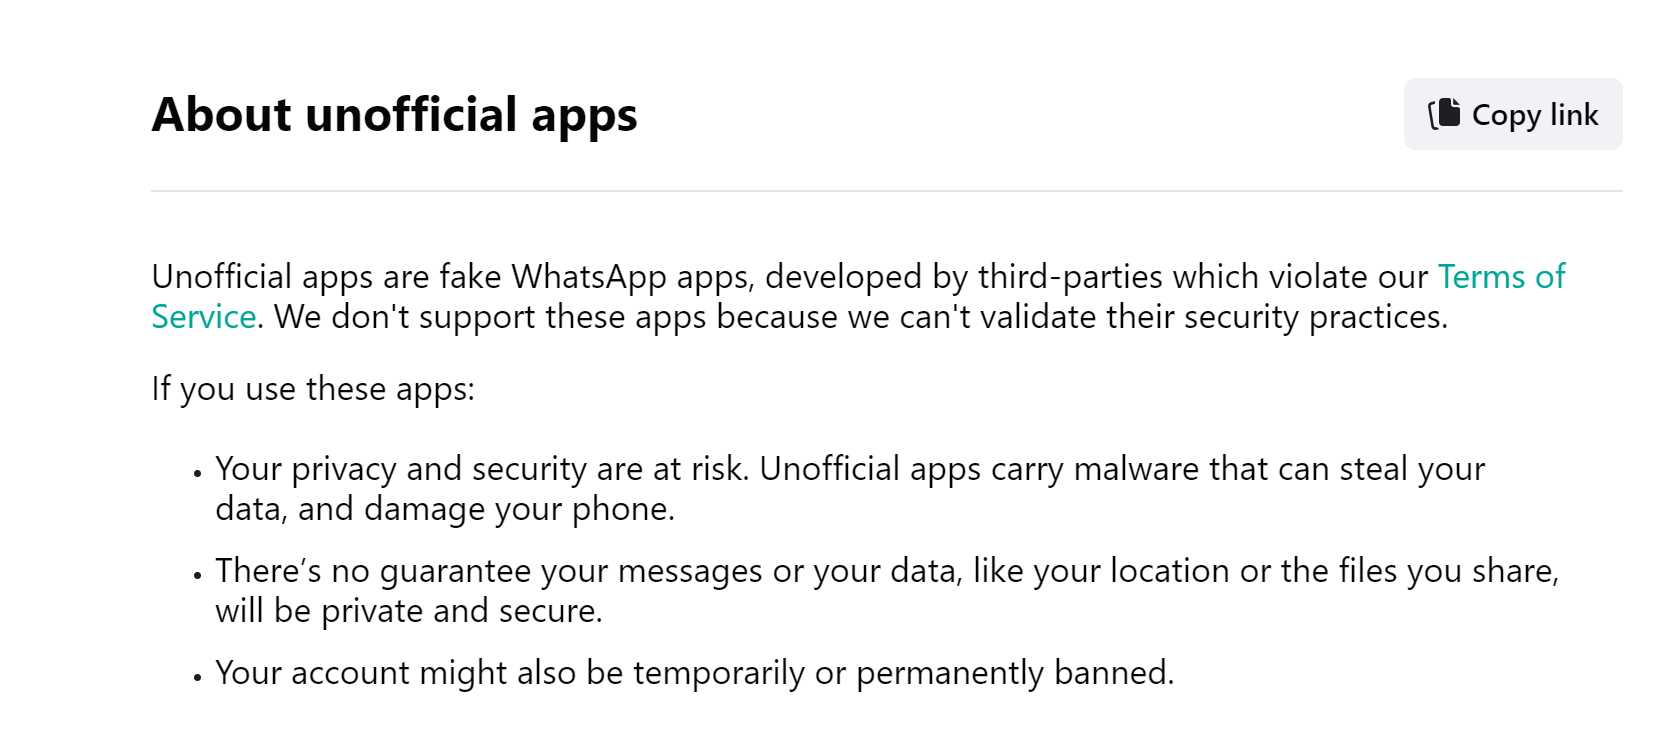 About unofficial apps
Copy link
Unofficial apps are fake WhatsApp apps, developed by third-parties which violate our Terms of
Service. We don't support these apps because we can't validate their security practices.
If you use these apps:
• Your privacy and security are at risk. Unofficial apps carry malware that can steal your
data, and damage your phone.
• There’s no guarantee your messages or your data, like your location or the files you share,
will be private and secure.
• Your account might also be temporarily or permanently banned.